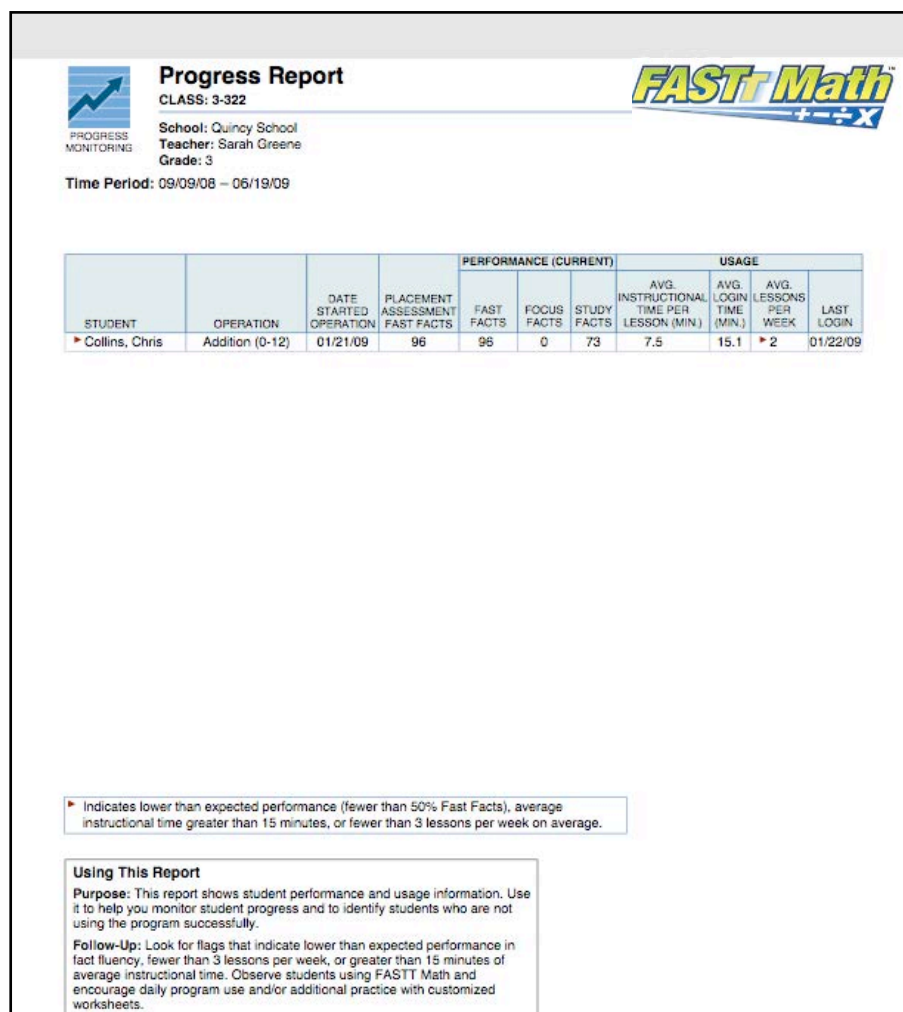 Progress Report
CLASS: 3-322
FASTT Math™
+-÷x
PROGRESS
MONITORING
School: Quincy School
Teacher: Sarah Greene
Grade: 3
Time Period: 09/09/08 – 06/19/09
PERFORMANCE (CURRENT) USAGE
STUDENT OPERATION DATE STARTED OPERATION PLACEMENT ASSESSMENT FAST FACTS FAST FACTS FOCUS FACTS STUDY FACTS AVG. INSTRUCTIONAL TIME PER LESSON (MIN.) AVG. LOGIN TIME (MIN.) AVG. LESSONS PER WEEK LAST LOGIN
Collins, Chris Addition (0-12) 01/21/09 96 96 0 73 7.5 15.1 2 01/22/09
Indicates lower than expected performance (fewer than 50% Fast Facts), average
instructional time greater than 15 minutes, or fewer than 3 lessons per week on average.
Using This Report
Purpose: This report shows student performance and usage information. Use
it to help you monitor student progress and to identify students who are not
using the program successfully.
Follow-Up: Look for flags that indicate lower than expected performance in
fact fluency, fewer than 3 lessons per week, or greater than 15 minutes of
average instructional time. Observe students using FASTT Math and
encourage daily program use and/or additional practice with customized
worksheets.